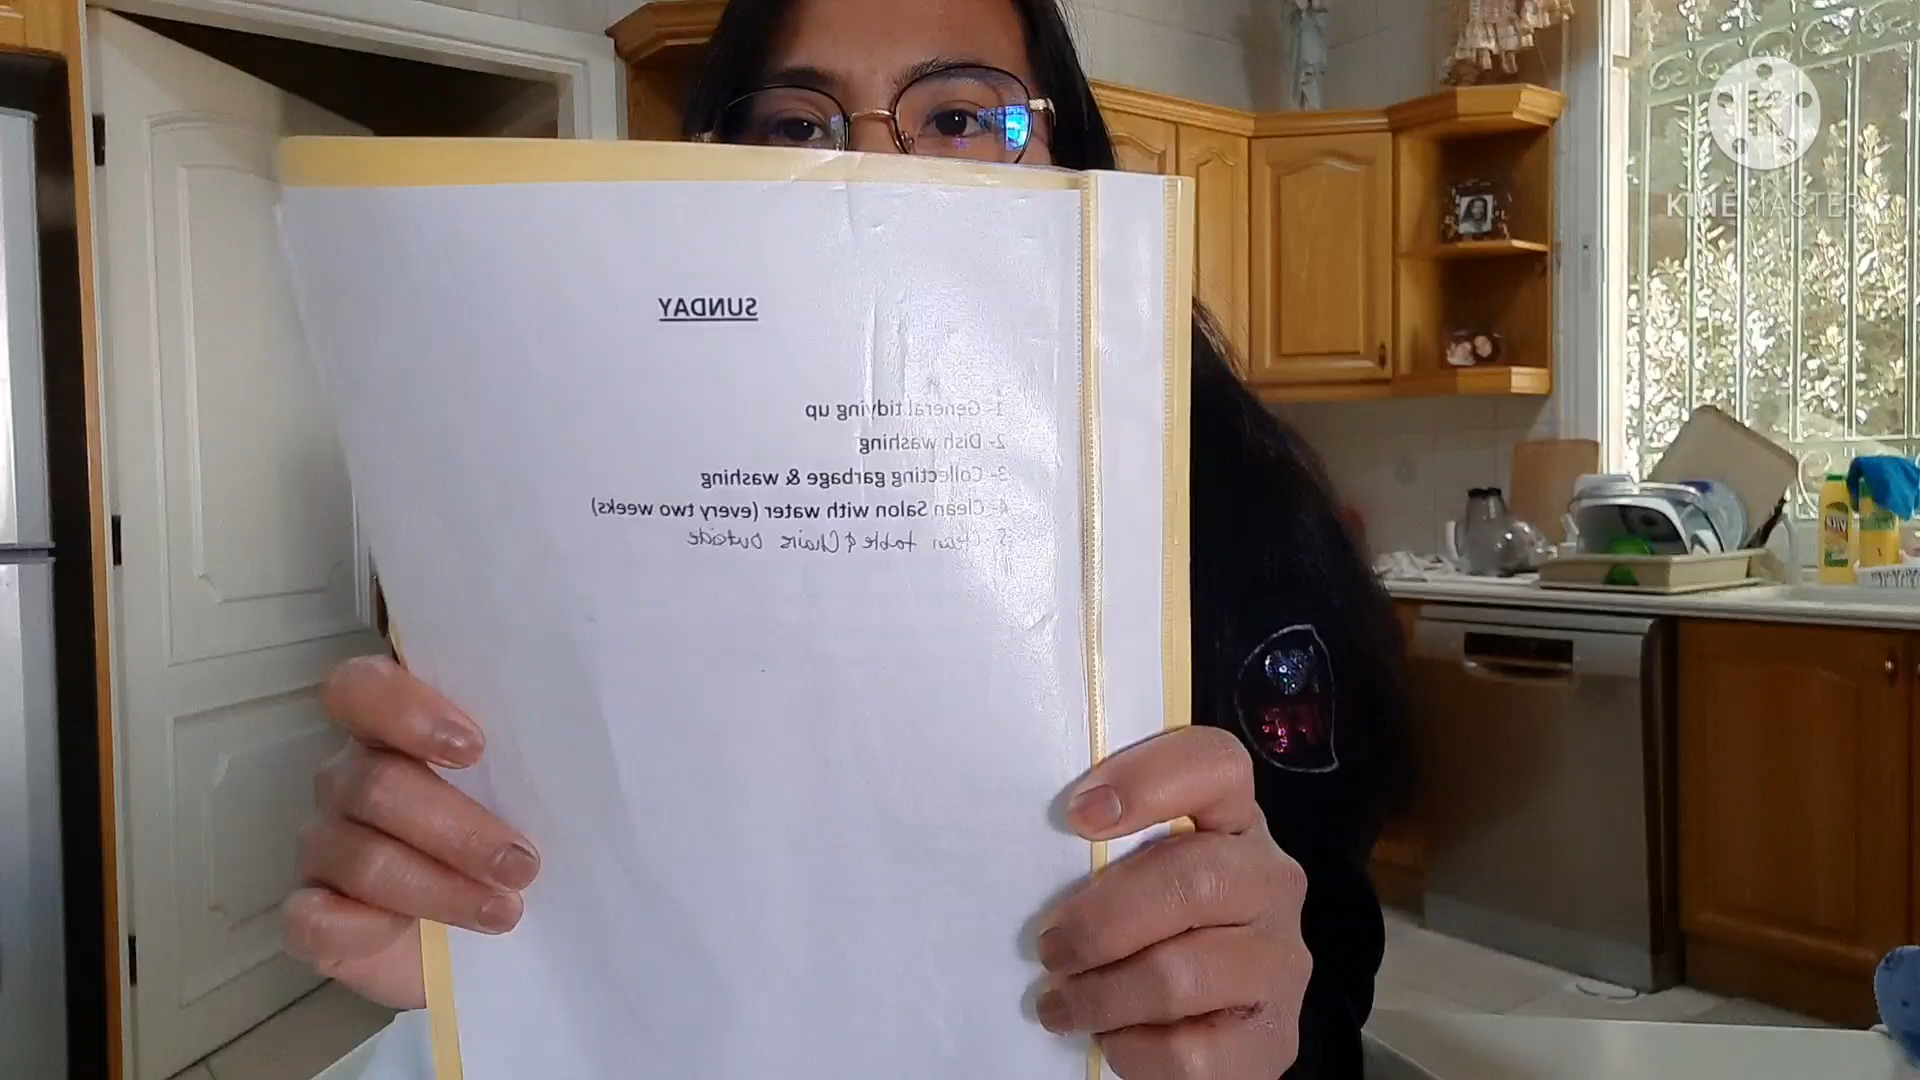 SUNDAY
1- General tidying up
2- Dish washing
3- Collecting garbage & washing
4- Clean Salon with water (every two weeks)
5- Clean table & Chairs Outside
KINEMASTER